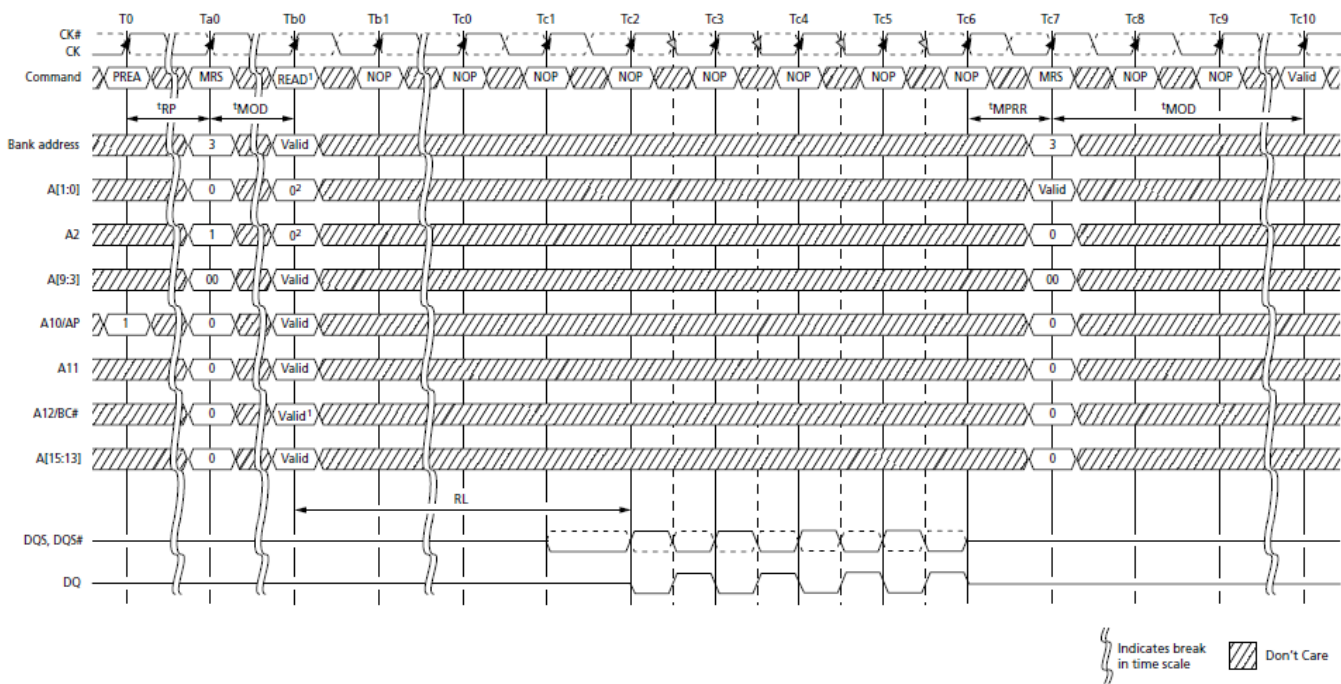 T0 Ta0 Tb0 Tb1 Tc0 Tc1 Tc2 Tc3 Tc4 Tc5 Tc6 Tc7 Tc8 Tc9 Tc10
CK#
CK
Command PREA MRS READ¹ NOP NOP NOP NOP NOP NOP NOP NOP MRS NOP NOP Valid
tRP tMOD tMPRR tMOD
Bank address 3 Valid 3
A[1:0] 0 0² Valid
A2 1 0² 0
A[9:3] 00 Valid 00
A10/AP 1 0 Valid 0
A11 0 Valid 0
A12/BC# 0 Valid¹ 0
A[15:13] 0 Valid 0
RL
DQS, DQS#
DQ
Indicates break
in time scale
Don't Care